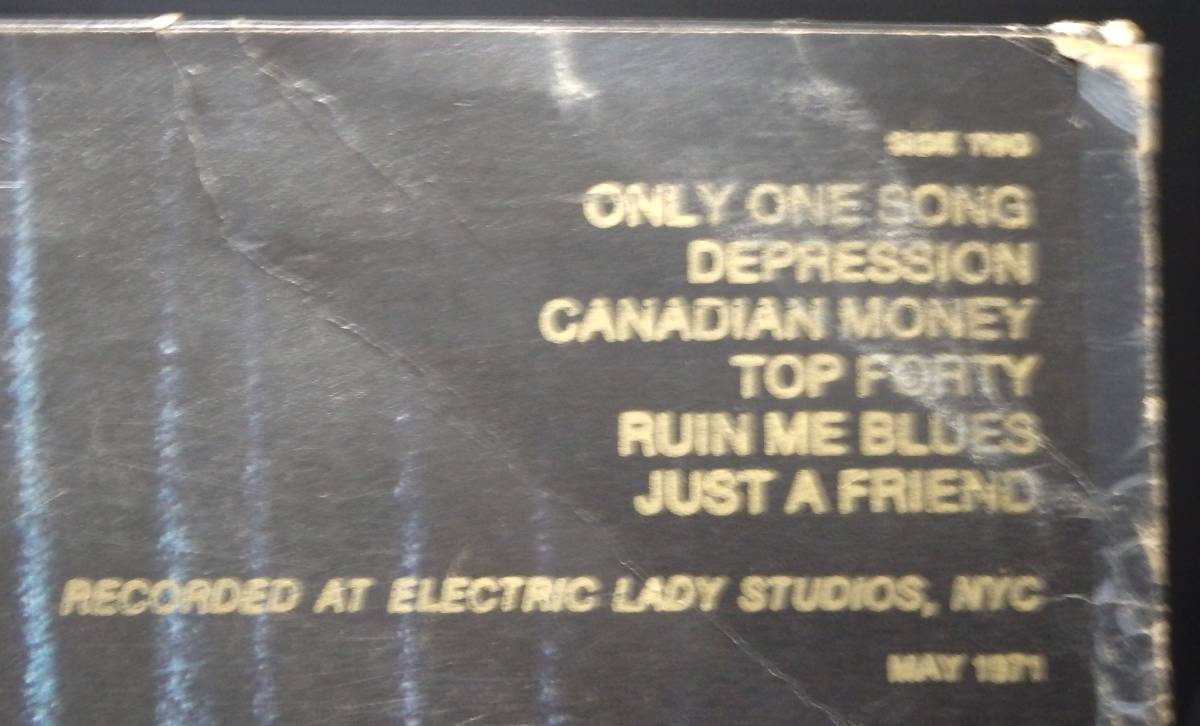 SIDE TWO
ONLY ONE SONG
DEPRESSION
CANADIAN MONEY
TOP FORTY
RUIN ME BLUES
JUST A FRIEND
RECORDED AT ELECTRIC LADY STUDIOS, NYC
MAY 1971